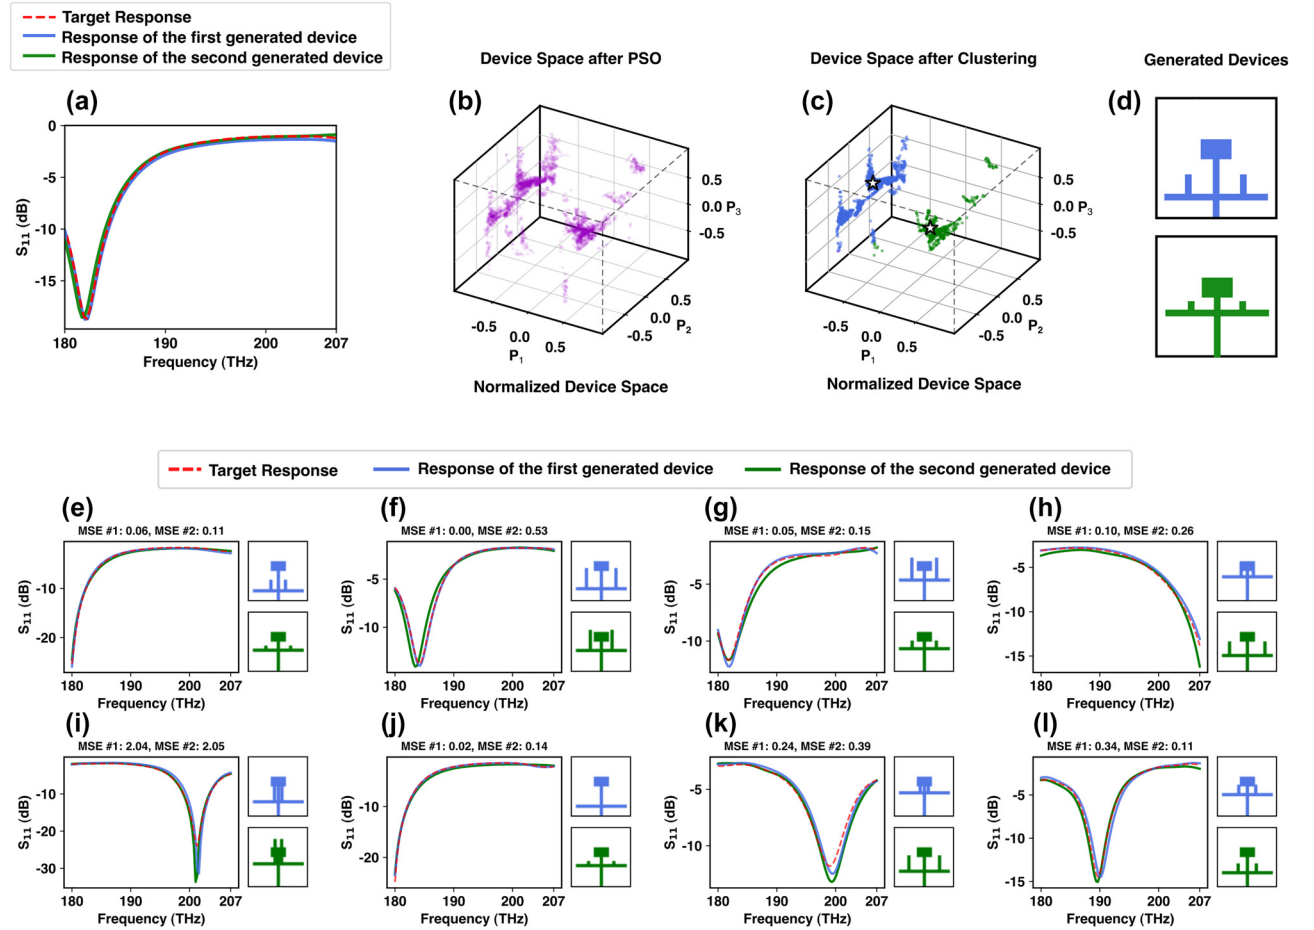 Target Response
Response of the first generated device
Response of the second generated device
Device Space after PSO
Device Space after Clustering
Generated Devices
(a)
(b)
(c)
(d)
0
-5
-10
-15
S11 (dB)
180
190
200
207
Frequency (THz)
0.5
0.0 P3
-0.5
0.5
0.0 P2
-0.5
-0.5
0.0
0.5
P1
Normalized Device Space
0.5
0.0 P3
-0.5
0.5
0.0 P2
-0.5
-0.5
0.0
0.5
P1
Normalized Device Space
Target Response
Response of the first generated device
Response of the second generated device
(e)
MSE #1: 0.06, MSE #2: 0.11
-10
-20
S11 (dB)
180
190
200
207
Frequency (THz)
(f)
MSE #1: 0.00, MSE #2: 0.53
-5
-10
S11 (dB)
180
190
200
207
Frequency (THz)
(g)
MSE #1: 0.05, MSE #2: 0.15
-5
-10
S11 (dB)
180
190
200
207
Frequency (THz)
(h)
MSE #1: 0.10, MSE #2: 0.26
-5
-10
-15
S11 (dB)
180
190
200
207
Frequency (THz)
(i)
MSE #1: 2.04, MSE #2: 2.05
-10
-20
-30
S11 (dB)
180
190
200
207
Frequency (THz)
(j)
MSE #1: 0.02, MSE #2: 0.14
-10
-20
S11 (dB)
180
190
200
207
Frequency (THz)
(k)
MSE #1: 0.24, MSE #2: 0.39
-5
-10
S11 (dB)
180
190
200
207
Frequency (THz)
(l)
MSE #1: 0.34, MSE #2: 0.11
-5
-10
-15
S11 (dB)
180
190
200
207
Frequency (THz)